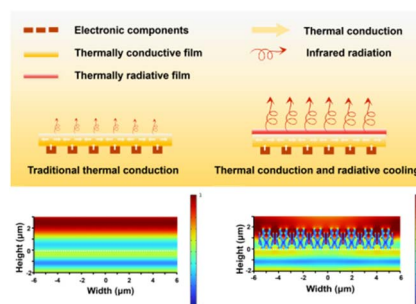 Electronic components
Thermally conductive film
Thermally radiative film
Thermal conduction
Infrared radiation
Traditional thermal conduction
Thermal conduction and radiative cooling
1
Height (μm)
2
0
-2
-6 -4 -2 0 2 4 6
Width (μm)
Height (μm)
2
0
-2
-6 -4 -2 0 2 4 6
Width (μm)